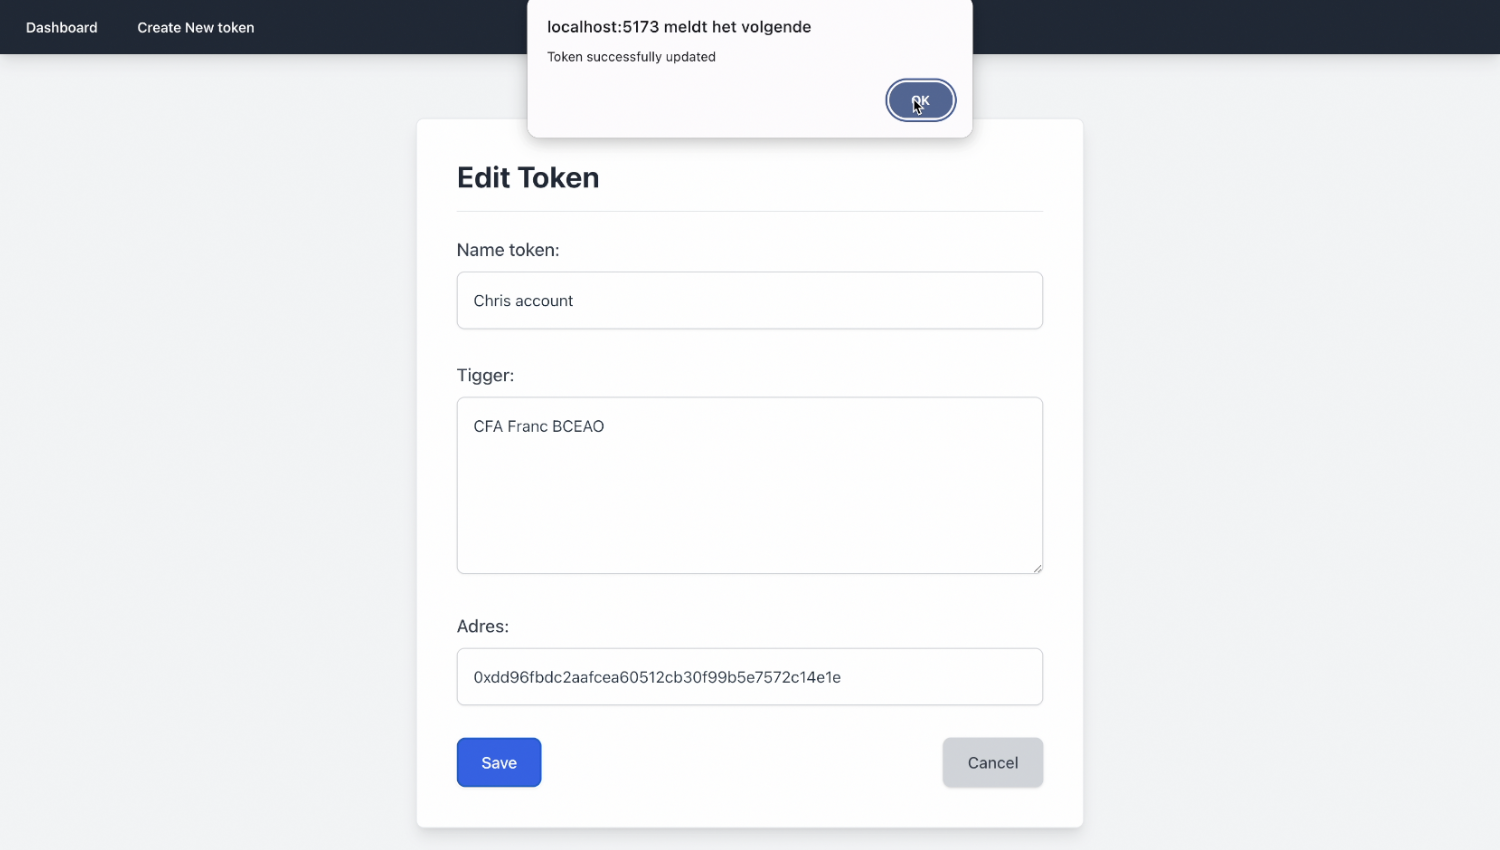 Dashboard
Create New token
localhost:5173 meldt het volgende
Token successfully updated
OK
Edit Token
Name token:
Chris account
Tigger:
CFA Franc BCEAO
Adres:
0xdd96fbdc2aafcea60512cb30f99b5e7572c14e1e
Save
Cancel